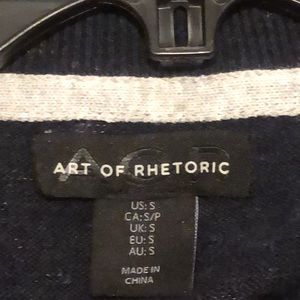 AOR
ART OF RHETORIC
US: S
CA: S/P
UK: S
EU: S
AU: S
MADE IN
CHINA